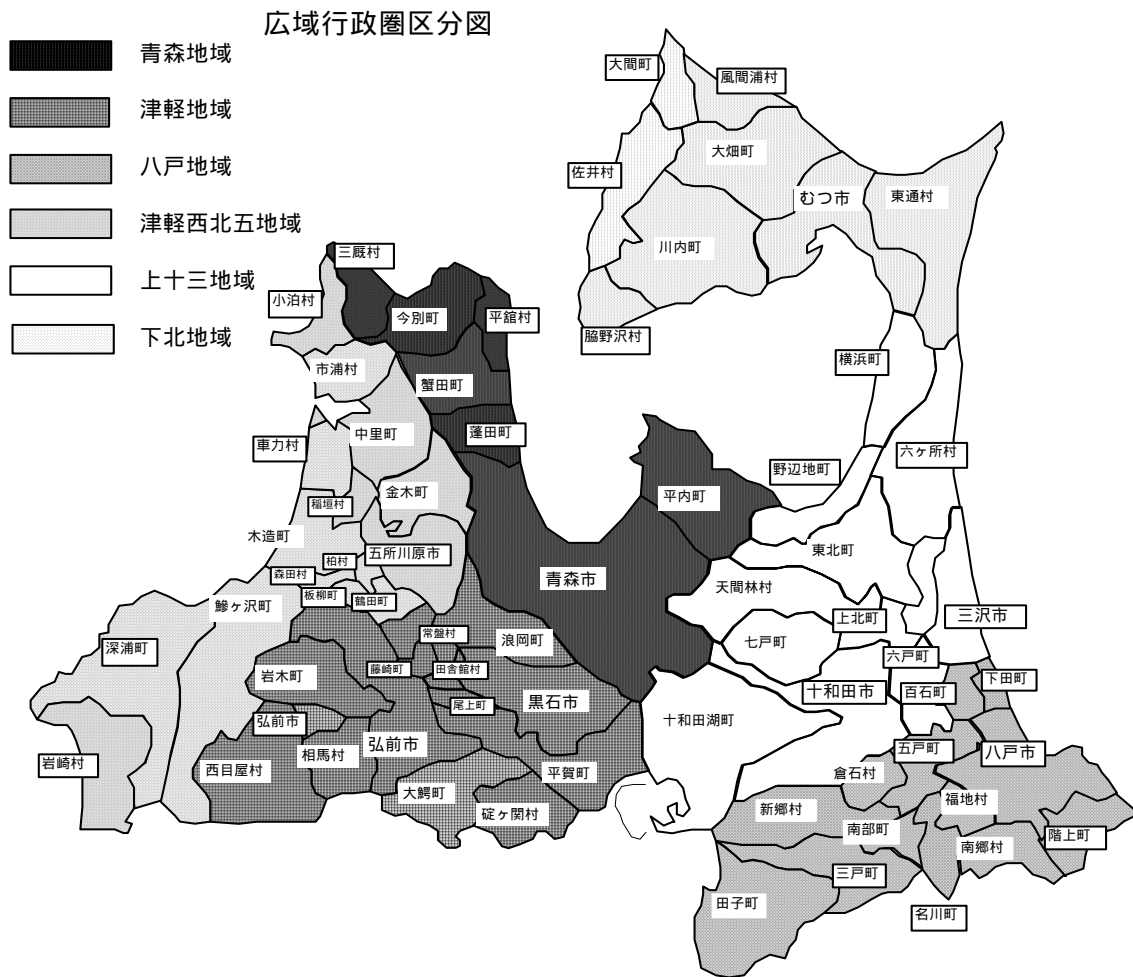 広域行政圏区分図
青森地域
津軽地域
八戸地域
津軽西北五地域
上十三地域
下北地域
大間町
風間浦村
大畑町
佐井村
むつ市
東通村
川内町
脇野沢村
横浜町
三厩村
小泊村
今別町
平舘村
市浦村
蟹田町
蓬田町
中里町
車力村
六ヶ所村
野辺地町
平内町
金木町
稲垣村
木造町
五所川原市
柏村
森田村
東北町
青森市
天間林村
板柳町
鶴田町
鰺ヶ沢町
上北町
三沢市
深浦町
常盤村
浪岡町
七戸町
六戸町
藤崎町
田舎館村
岩木町
下田町
百石町
十和田市
尾上町
黒石市
弘前市
十和田湖町
弘前市
五戸町
八戸市
岩崎村
相馬村
西目屋村
平賀町
倉石村
大鰐町
福地村
新郷村
碇ヶ関村
南部町
階上町
南郷村
三戸町
田子町
名川町